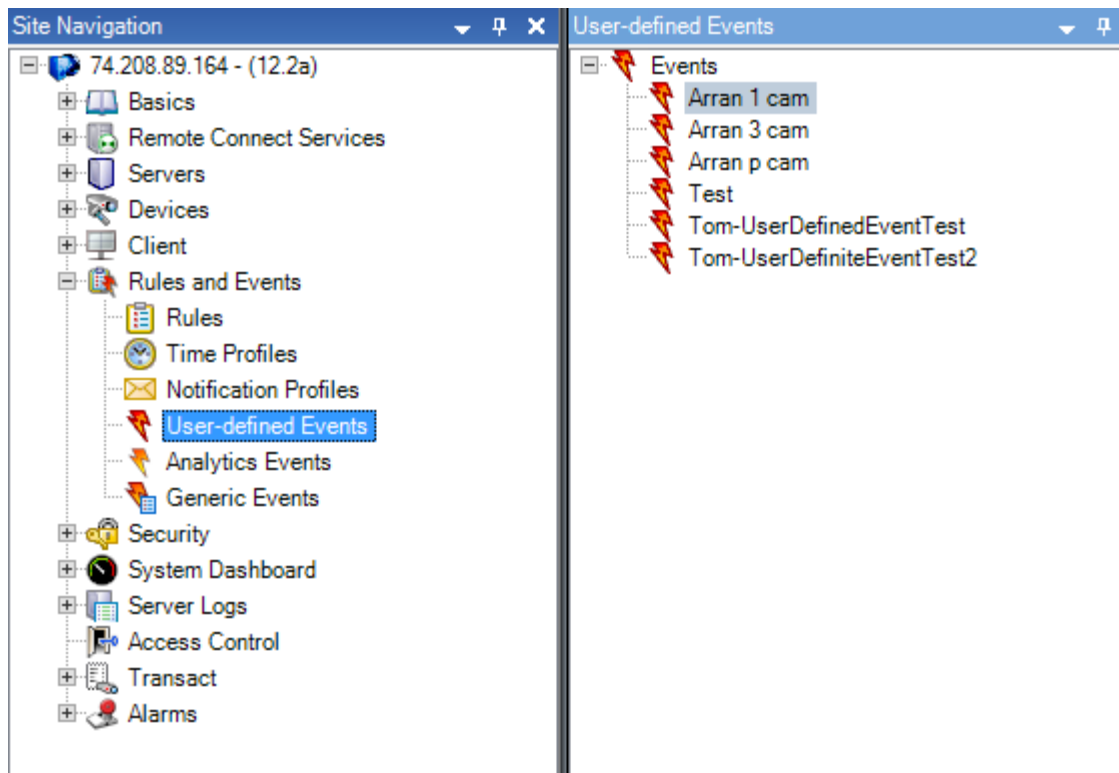 Site Navigation
74.208.89.164 - (12.2a)
Basics
Remote Connect Services
Servers
Devices
Client
Rules and Events
Rules
Time Profiles
Notification Profiles
User-defined Events
Analytics Events
Generic Events
Security
System Dashboard
Server Logs
Access Control
Transact
Alarms
User-defined Events
Events
Arran 1 cam
Arran 3 cam
Arran p cam
Test
Tom-UserDefinedEventTest
Tom-UserDefiniteEventTest2